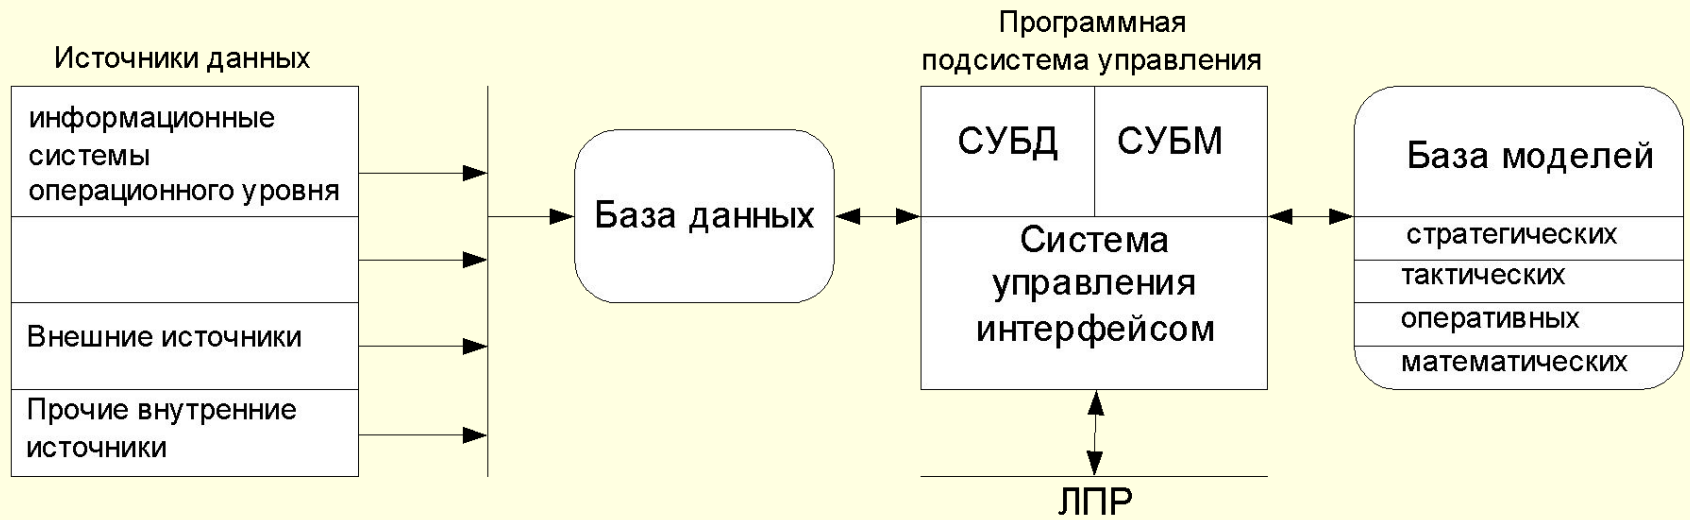 Источники данных
информационные
системы
операционного уровня
Внешние источники
Прочие внутренние
источники
База данных
Программная
подсистема управления
СУБД
СУБМ
Система
управления
интерфейсом
ЛПР
База моделей
стратегических
тактических
оперативных
математических